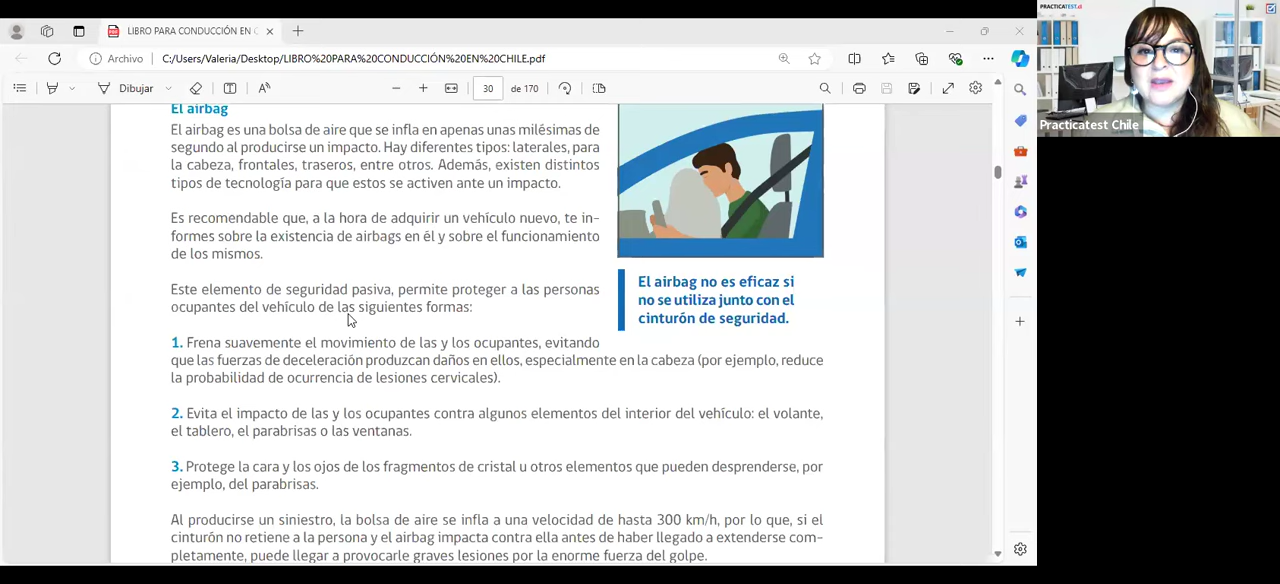 LIBRO PARA CONDUCCIÓN EN C
Archivo
C:/Users/Valeria/Desktop/LIBRO%20PARA%20CONDUCCIÓN%20EN%20CHILE.pdf
Dibujar
30
de 170
PRACTICATEST.cl
Practicatest Chile
El airbag
El airbag es una bolsa de aire que se infla en apenas unas milésimas de
segundo al producirse un impacto. Hay diferentes tipos: laterales, para
la cabeza, frontales, traseros, entre otros. Además, existen distintos
tipos de tecnología para que estos se activen ante un impacto.
Es recomendable que, a la hora de adquirir un vehículo nuevo, te in-
formes sobre la existencia de airbags en él y sobre el funcionamiento
de los mismos.
Este elemento de seguridad pasiva, permite proteger a las personas
ocupantes del vehículo de las siguientes formas:
El airbag no es eficaz si
no se utiliza junto con el
cinturón de seguridad.
1. Frena suavemente el movimiento de las y los ocupantes, evitando
que las fuerzas de deceleración produzcan daños en ellos, especialmente en la cabeza (por ejemplo, reduce
la probabilidad de ocurrencia de lesiones cervicales).
2. Evita el impacto de las y los ocupantes contra algunos elementos del interior del vehículo: el volante,
el tablero, el parabrisas o las ventanas.
3. Protege la cara y los ojos de los fragmentos de cristal u otros elementos que pueden desprenderse, por
ejemplo, del parabrisas.
Al producirse un siniestro, la bolsa de aire se infla a una velocidad de hasta 300 km/h, por lo que, si el
cinturón no retiene a la persona y el airbag impacta contra ella antes de haber llegado a extenderse com-
pletamente, puede llegar a provocarle graves lesiones por la enorme fuerza del golpe.